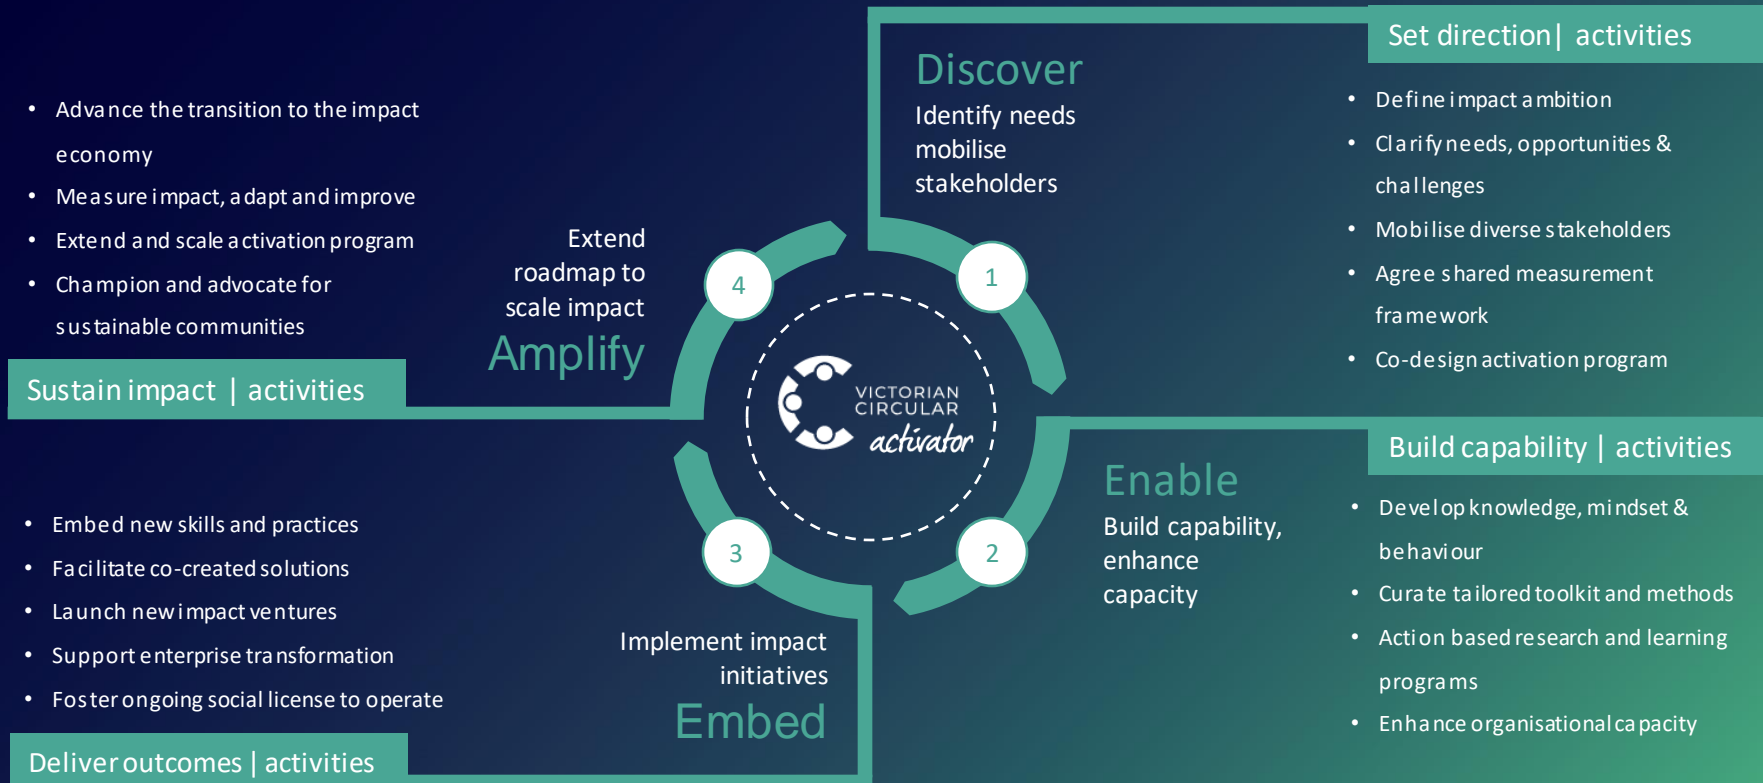 Discover
Identify needs
mobilise
stakeholders
1
Set direction| activities
• Define impact ambition
• Clarify needs, opportunities &
challenges
• Mobilise diverse stakeholders
• Agree shared measurement
framework
• Co-design activation program
Enable
Build capability,
enhance
capacity
2
Build capability | activities
• Develop knowledge, mindset &
behaviour
• Curate tailored toolkit and methods
• Action based research and learning
programs
• Enhance organisational capacity
3
Implement impact
initiatives
Embed
• Embed new skills and practices
• Facilitate co-created solutions
• Launch new impact ventures
• Support enterprise transformation
• Foster ongoing social license to operate
Deliver outcomes | activities
4
Extend
roadmap to
scale impact
Amplify
• Advance the transition to the impact
economy
• Measure impact, adapt and improve
• Extend and scale activation program
• Champion and advocate for
sustainable communities
Sustain impact | activities
VICTORIAN
CIRCULAR
activator